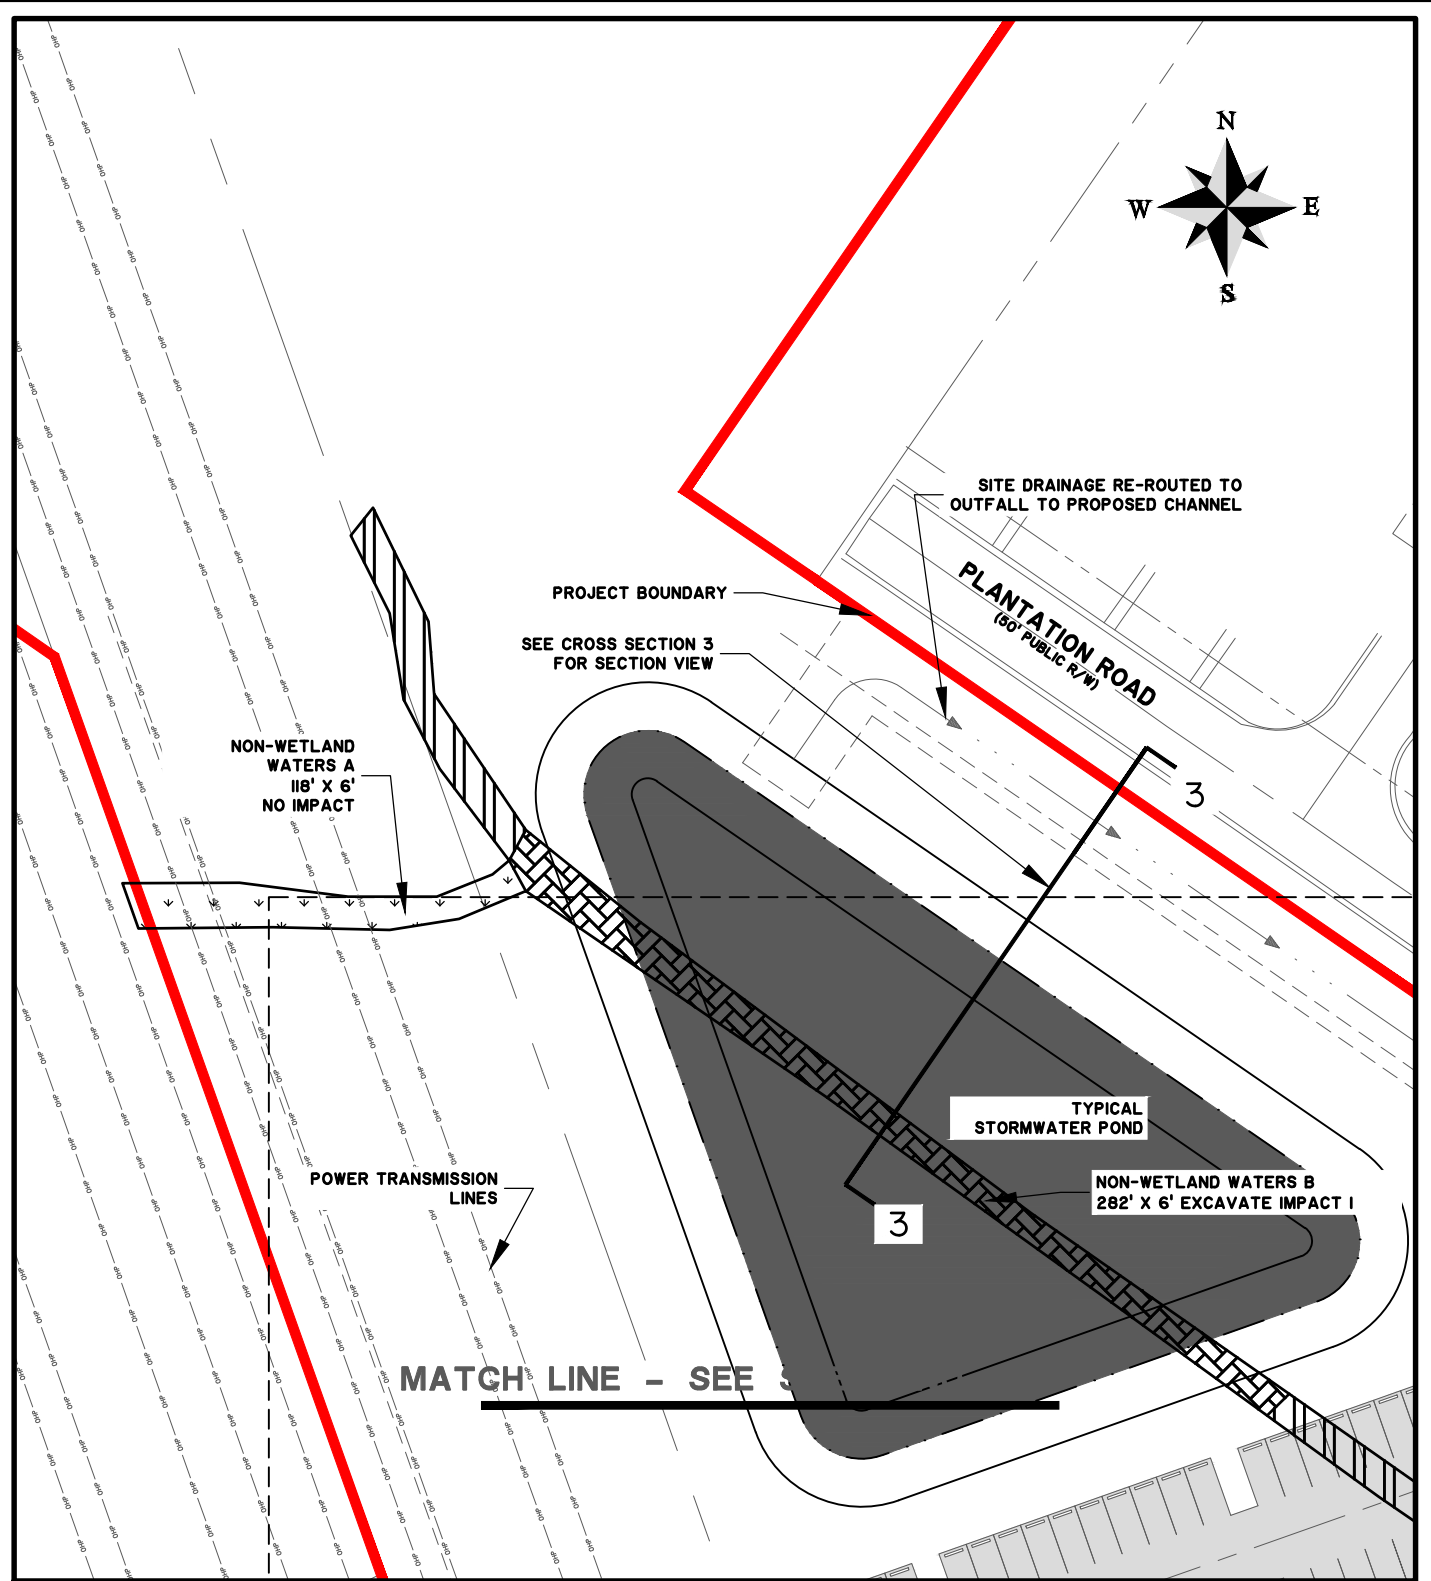 N
W E
S
SITE DRAINAGE RE-ROUTED TO
OUTFALL TO PROPOSED CHANNEL
PLANTATION ROAD
(50' PUBLIC R/W)
PROJECT BOUNDARY
SEE CROSS SECTION 3
FOR SECTION VIEW
NON-WETLAND
WATERS A
118' X 6'
NO IMPACT
3
TYPICAL
STORMWATER POND
POWER TRANSMISSION
LINES
NON-WETLAND WATERS B
282' X 6' EXCAVATE IMPACT 1
3
MATCH LINE - SEE
OHP